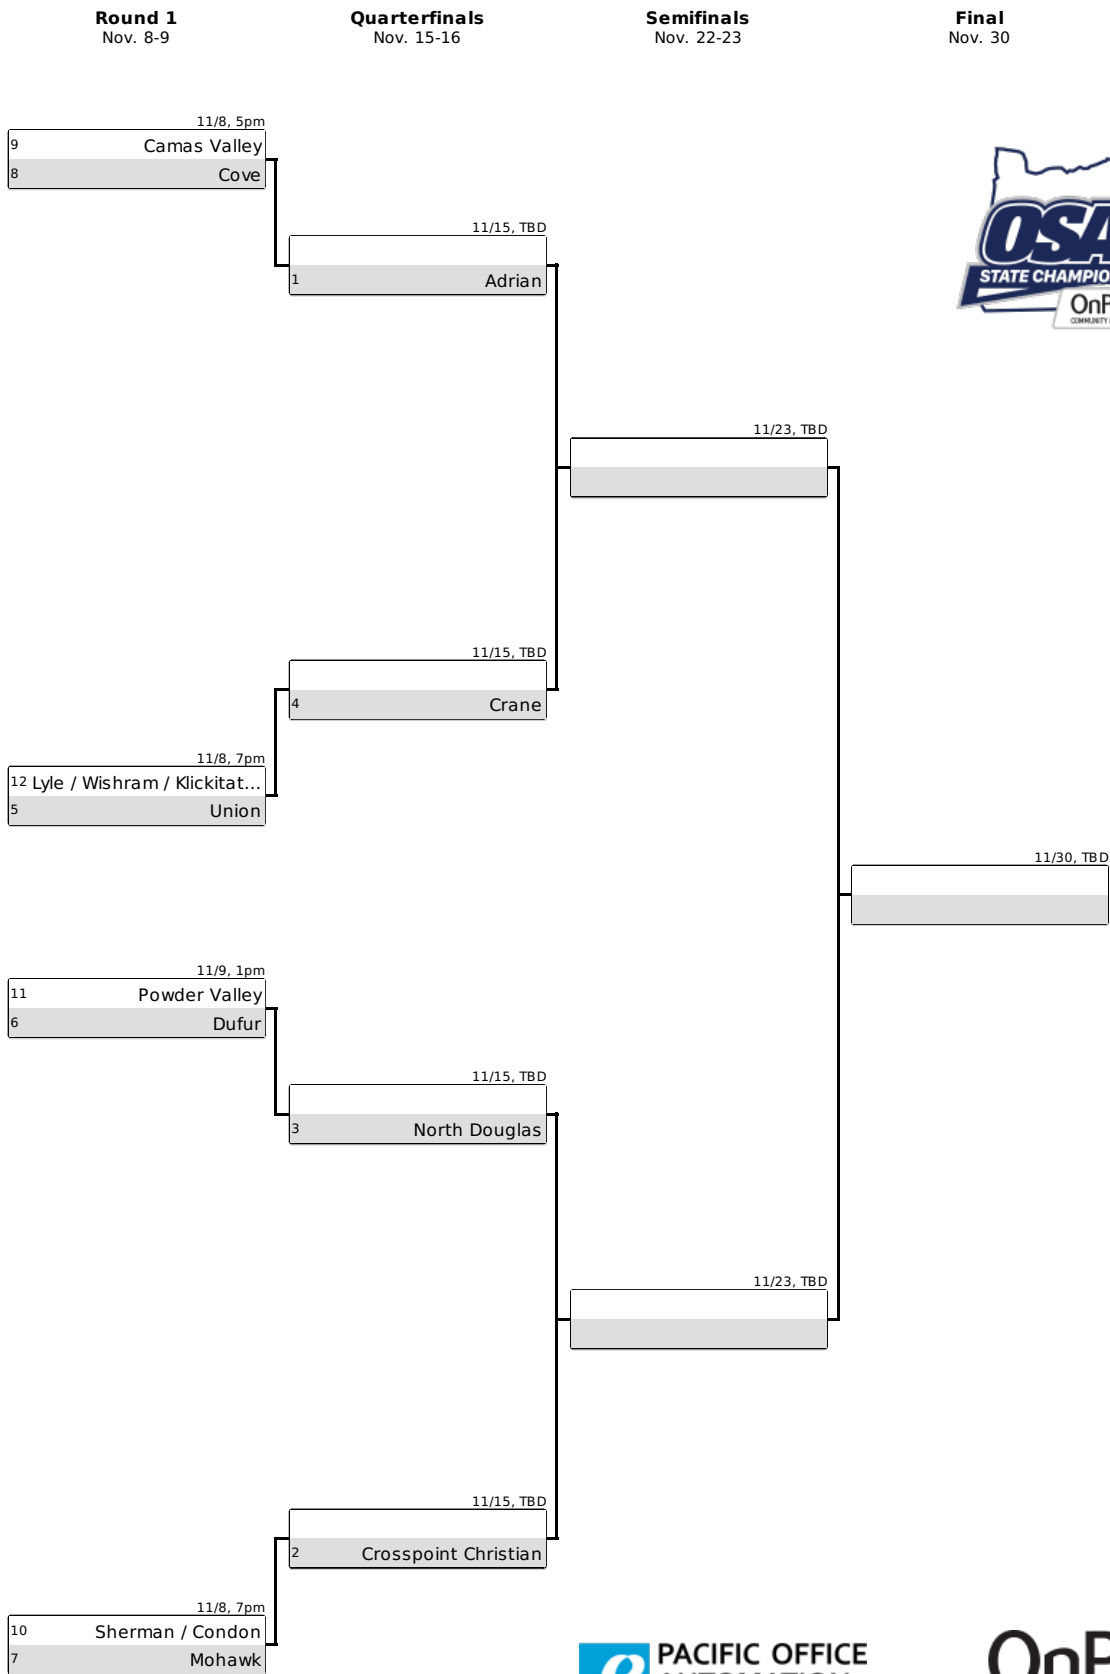 Round 1
Nov. 8-9
Quarterfinals
Nov. 15-16
Semifinals
Nov. 22-23
Final
Nov. 30
11/8, 5pm
9 Camas Valley
8 Cove
11/15, TBD
1 Adrian
11/23, TBD
11/15, TBD
4 Crane
11/8, 7pm
12 Lyle / Wishram / Klickitat...
5 Union
11/30, TBD
11/9, 1pm
11 Powder Valley
6 Dufur
11/15, TBD
3 North Douglas
11/23, TBD
11/15, TBD
2 Crosspoint Christian
11/8, 7pm
10 Sherman / Condon
7 Mohawk
STATE
COMMUNITY
PACIFIC OFFICE
AUTOMATION